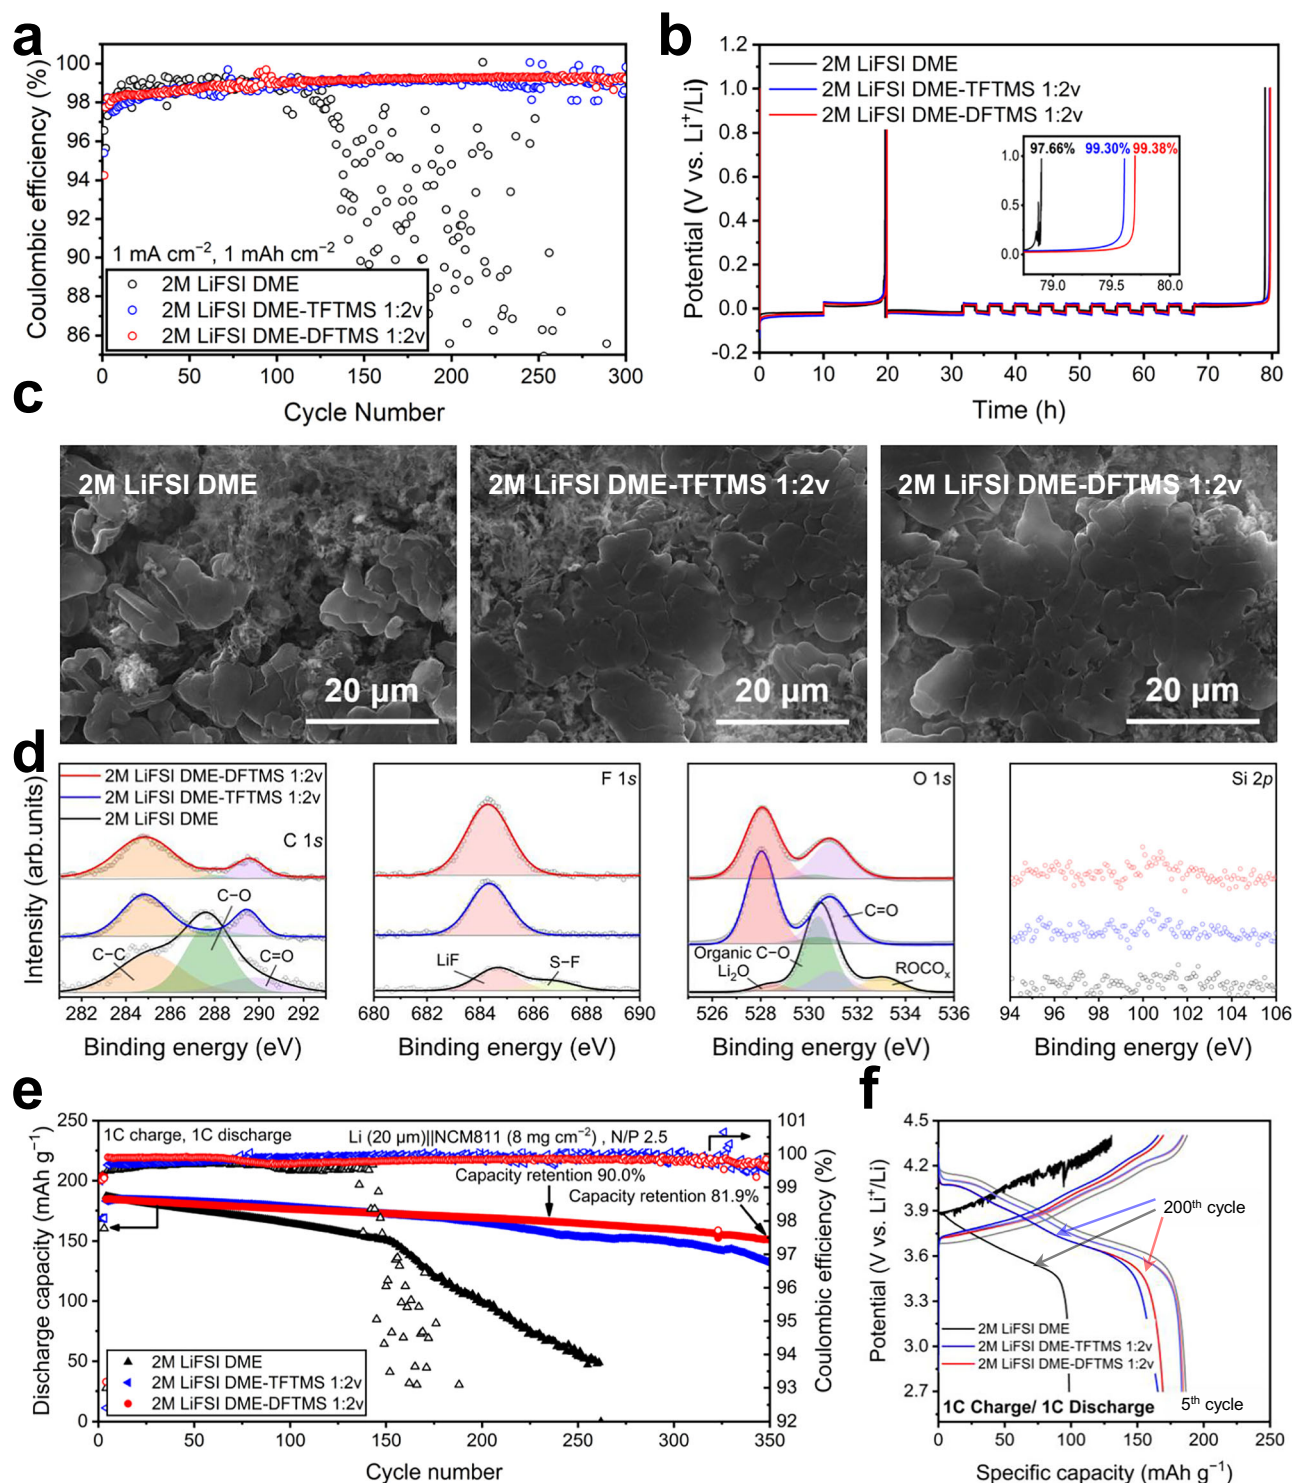 a
Coulombic efficiency (%)
100
98
96
94
92
90
88
86
1 mA cm⁻², 1 mAh cm⁻²
2M LiFSI DME
2M LiFSI DME-TFTMS 1:2v
2M LiFSI DME-DFTMS 1:2v
0 50 100 150 200 250 300
Cycle Number
b
Potential (V vs. Li⁺/Li)
1.2
1.0
0.8
0.6
0.4
0.2
0.0
-0.2
2M LiFSI DME
2M LiFSI DME-TFTMS 1:2v
2M LiFSI DME-DFTMS 1:2v
97.66% 99.30% 99.38%
1.0
0.5
0.0
79.0 79.5 80.0
0 10 20 30 40 50 60 70 80
Time (h)
c
2M LiFSI DME
20 μm
2M LiFSI DME-TFTMS 1:2v
20 μm
2M LiFSI DME-DFTMS 1:2v
20 μm
d
Intensity (arb.units)
2M LiFSI DME-DFTMS 1:2v
2M LiFSI DME-TFTMS 1:2v
2M LiFSI DME
C 1s
C−O
C−C
C=O
282 284 286 288 290 292
Binding energy (eV)
F 1s
LiF
S−F
680 682 684 686 688 690
Binding energy (eV)
O 1s
C=O
Organic C−O
Li₂O
ROCOₓ
526 528 530 532 534 536
Binding energy (eV)
Si 2p
94 96 98 100 102 104 106
Binding energy (eV)
e
Discharge capacity (mAh g⁻¹)
250
200
150
100
50
0
1C charge, 1C discharge
Li (20 μm)||NCM811 (8 mg cm⁻²) , N/P 2.5
Capacity retention 90.0%
Capacity retention 81.9%
2M LiFSI DME
2M LiFSI DME-TFTMS 1:2v
2M LiFSI DME-DFTMS 1:2v
0 50 100 150 200 250 300 350
Cycle number
101
100
99
98
97
96
95
94
93
92
Coulombic efficiency (%)
f
Potential (V vs. Li⁺/Li)
4.5
4.2
3.9
3.6
3.3
3.0
2.7
200ᵗʰ cycle
2M LiFSI DME
2M LiFSI DME-TFTMS 1:2v
2M LiFSI DME-DFTMS 1:2v
1C Charge/ 1C Discharge
5ᵗʰ cycle
0 50 100 150 200 250
Specific capacity (mAh g⁻¹)